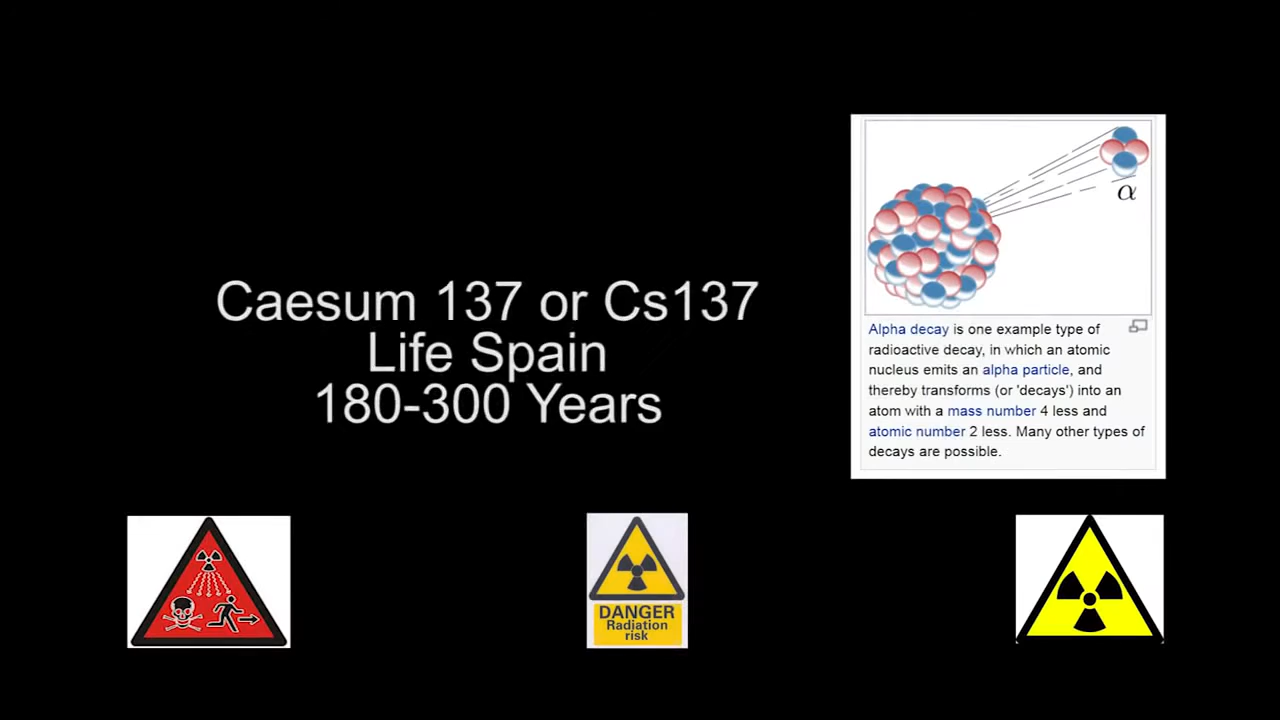 Caesum 137 or Cs137
Life Spain
180-300 Years
α
Alpha decay is one example type of
radioactive decay, in which an atomic
nucleus emits an alpha particle, and
thereby transforms (or 'decays') into an
atom with a mass number 4 less and
atomic number 2 less. Many other types of
decays are possible.
DANGER
Radiation
risk